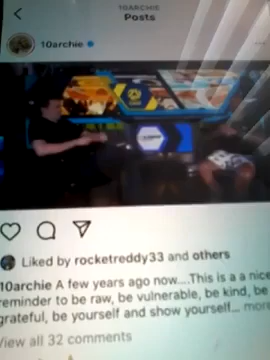 10ARCHIE
Posts
10archie
Liked by rocketreddy33 and others
10archie A few years ago now....This is a a nice
reminder to be raw, be vulnerable, be kind, be
grateful, be yourself and show yourself... more
View all 32 comments